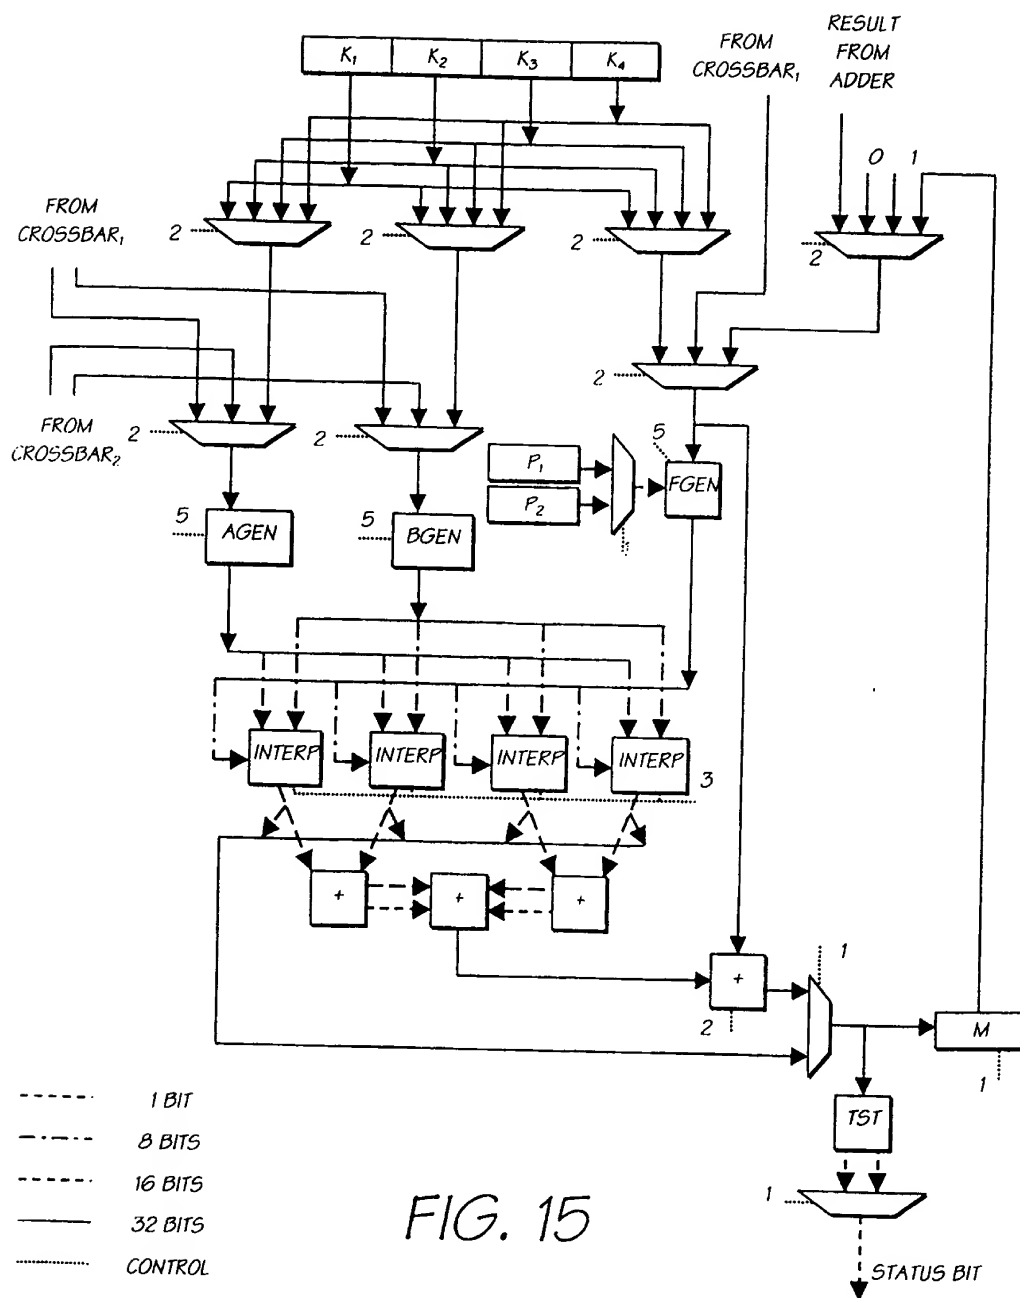 K1 K2 K3 K4
FROM
CROSSBAR1
RESULT
FROM
ADDER
0 1
FROM
CROSSBAR1
2
2
2
2
2
FROM
CROSSBAR2
2
2
5
AGEN
5
BGEN
P1
P2
5
FGEN
INTERP
INTERP
INTERP
INTERP
3
+
+
+
+
2
1
M
1
TST
1
STATUS BIT
1 BIT
8 BITS
16 BITS
32 BITS
CONTROL
FIG. 15